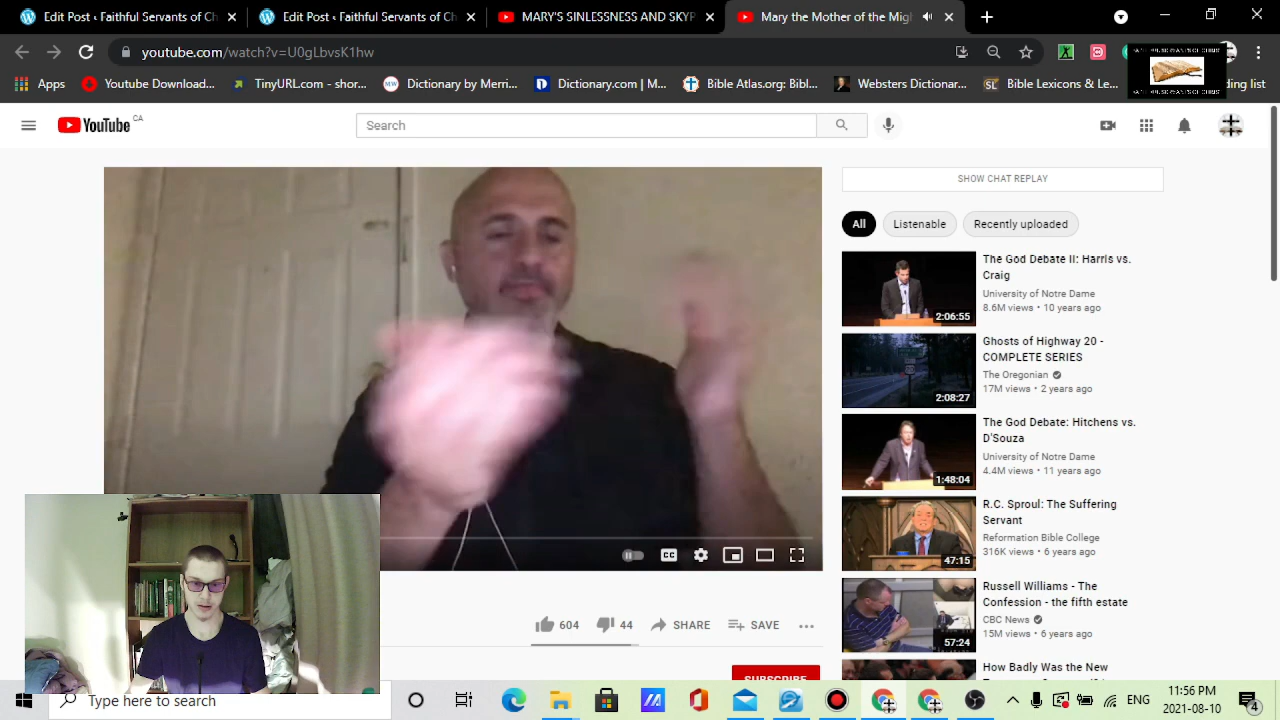 Edit Post ‹ Faithful Servants of Ch
Edit Post ‹ Faithful Servants of Ch
MARY'S SINLESSNESS AND SKYP
Mary the Mother of the Migl
youtube.com/watch?v=U0gLbvsK1hw
Apps
Youtube Download...
TinyURL.com - shor...
MW
Dictionary
Dictionary.com | M...
Bible Atlas.org: Bibl...
Websters Dictionar...
SL
Bible Lexicons & Le...
ding list
YouTube CA
Search
SHOW CHAT REPLAY
All
Listenable
Recently uploaded
The God Debate II: Harris vs.
Craig
University of Notre Dame
8.6M views • 10 years ago
2:06:55
Ghosts of Highway 20 -
COMPLETE SERIES
The Oregonian
17M views • 2 years ago
2:08:27
The God Debate: Hitchens vs.
D'Souza
University of Notre Dame
4.4M views • 11 years ago
1:48:04
R.C. Sproul: The Suffering
Servant
Reformation Bible College
316K views • 6 years ago
47:15
Russell Williams - The
Confession - the fifth estate
CBC News
15M views • 6 years ago
57:24
How Badly Was the New
CC
604
44
SHARE
SAVE
SUBSCRIBE
Type here to search
ENG
11:56 PM
2021-08-10
4